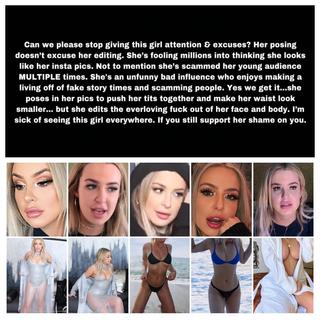 Can we please stop giving this girl attention & excuses? Her posing
doesn't excuse her editing. She's fooling millions into thinking she looks
like her insta pics. Not to mention she's scammed her young audience
MULTIPLE times. She's an unfunny bad influence who enjoys making a
living off of fake story times and scamming people. Yes we get it...she
poses in her pics to push her tits together and make her waist look
smaller... but she edits the everloving fuck out of her face and body. I'm
sick of seeing this girl everywhere. If you still support her shame on you.